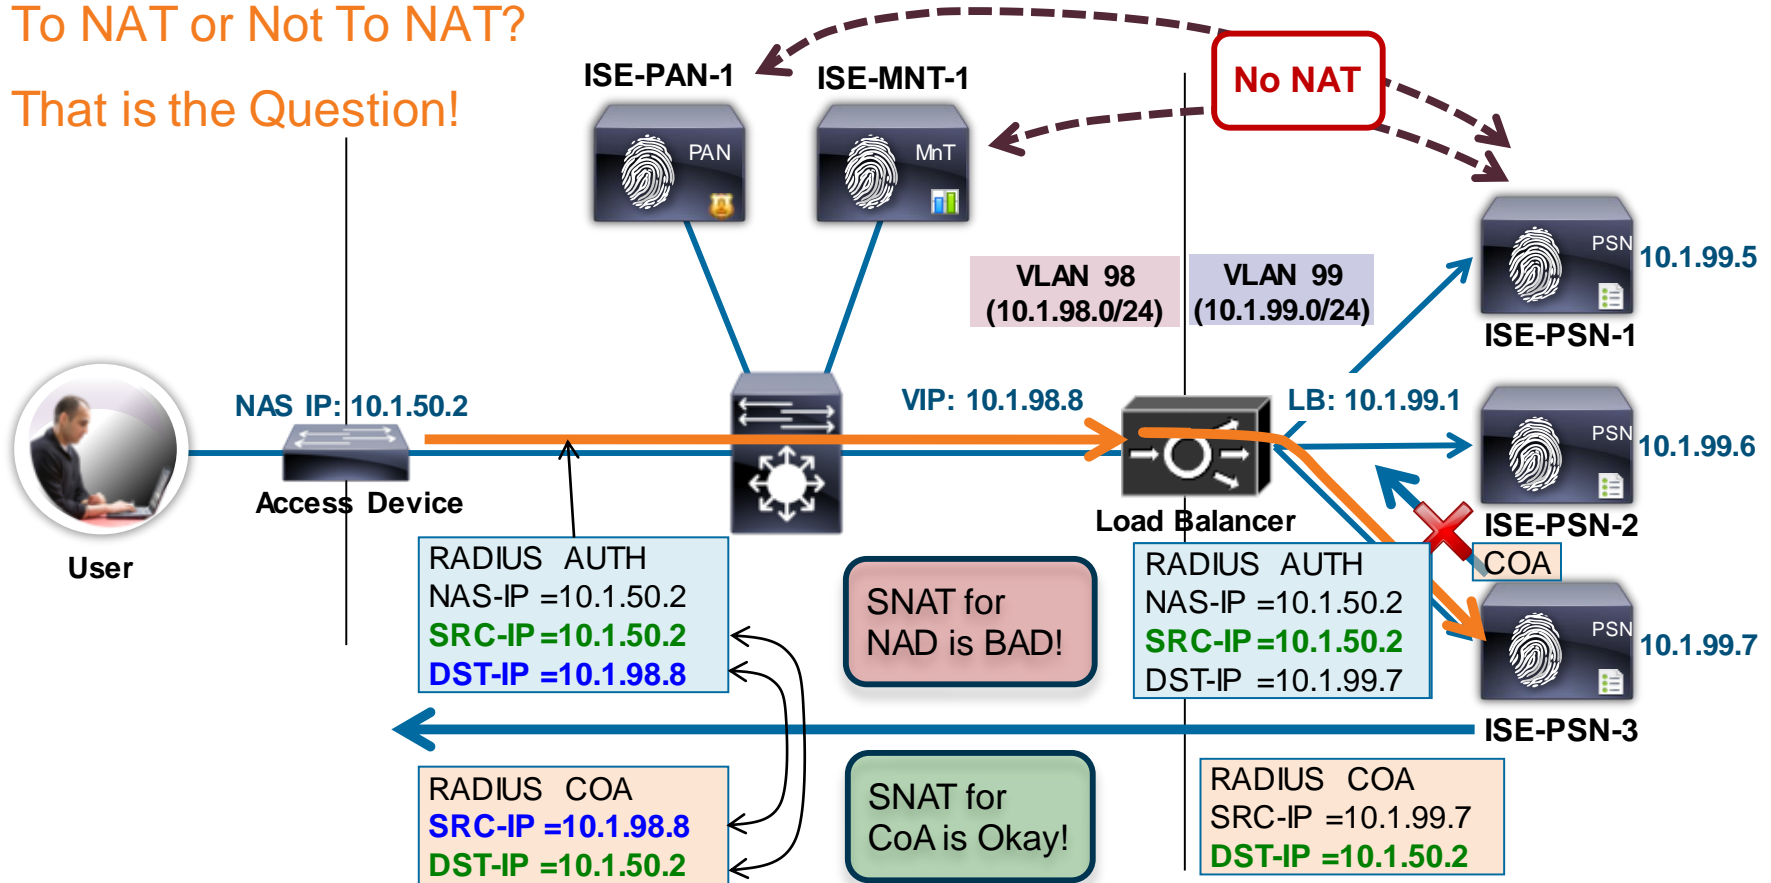 To NAT or Not To NAT?
That is the Question!
ISE-PAN-1
ISE-MNT-1
No NAT
PAN
MnT
PSN
10.1.99.5
VLAN 98
(10.1.98.0/24)
VLAN 99
(10.1.99.0/24)
ISE-PSN-1
NAS IP: 10.1.50.2
VIP: 10.1.98.8
LB: 10.1.99.1
PSN
10.1.99.6
Access Device
Load Balancer
ISE-PSN-2
User
RADIUS AUTH
NAS-IP =10.1.50.2
SRC-IP =10.1.50.2
DST-IP =10.1.98.8
SNAT for
NAD is BAD!
RADIUS AUTH
NAS-IP =10.1.50.2
SRC-IP =10.1.50.2
DST-IP =10.1.99.7
COA
PSN
10.1.99.7
ISE-PSN-3
RADIUS COA
SRC-IP =10.1.98.8
DST-IP =10.1.50.2
SNAT for
CoA is Okay!
RADIUS COA
SRC-IP =10.1.99.7
DST-IP =10.1.50.2